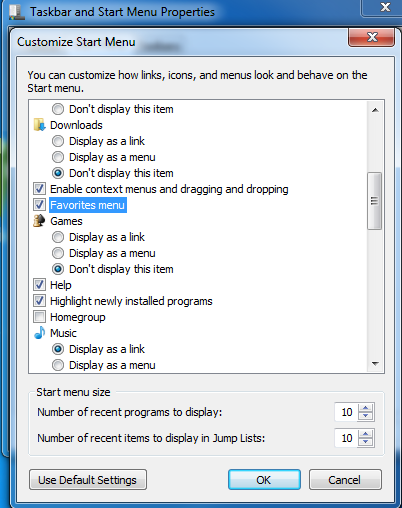 Taskbar and Start Menu Properties
Customize Start Menu
You can customize how links, icons, and menus look and behave on the
Start menu.
Don't display this item
Downloads
Display as a link
Display as a menu
Don't display this item
Enable context menus and dragging and dropping
Favorites menu
Games
Display as a link
Display as a menu
Don't display this item
Help
Highlight newly installed programs
Homegroup
Music
Display as a link
Display as a menu
Start menu size
Number of recent programs to display: 10
Number of recent items to display in Jump Lists: 10
Use Default Settings OK Cancel